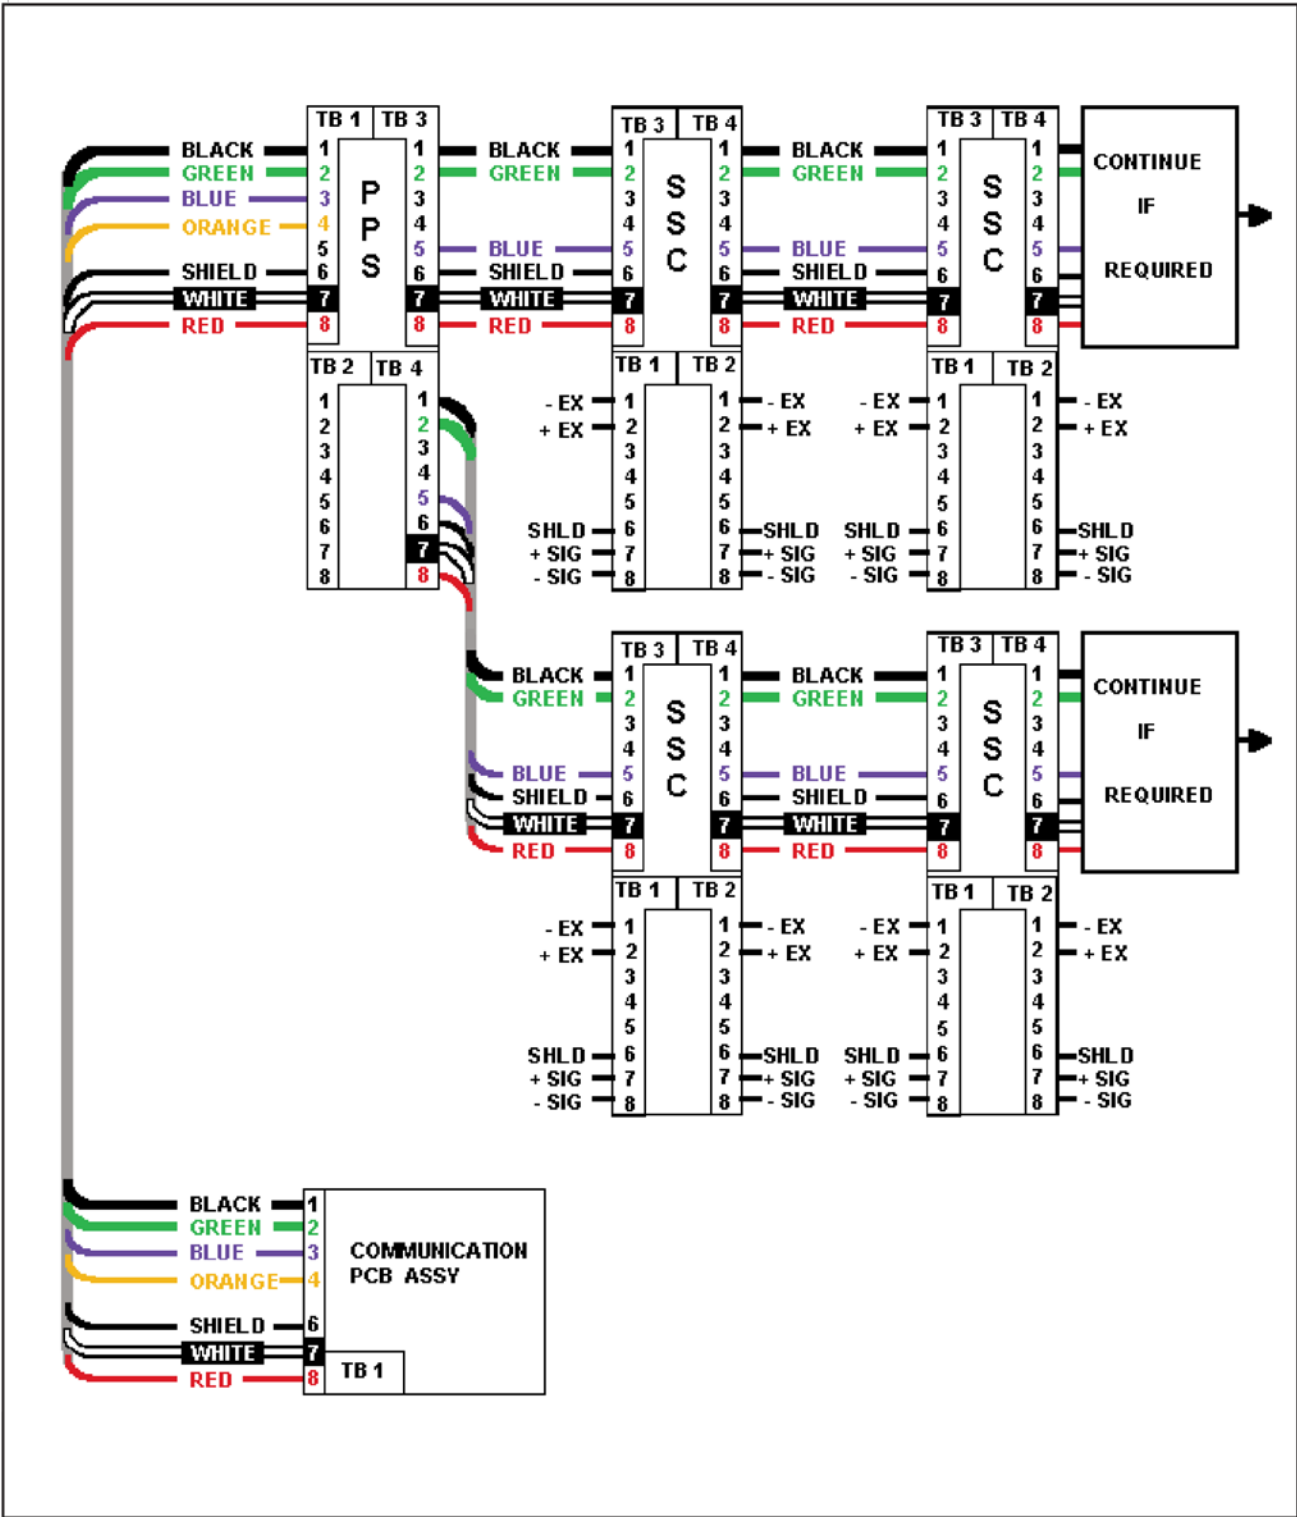 TB 1 TB 3 TB 3 TB 4 TB 3 TB 4
BLACK 1 1 BLACK 1 1 BLACK 1 1
GREEN 2 2 GREEN 2 2 GREEN 2 2
CONTINUE
BLUE 3 3 3 3 3 3
IF
ORANGE 4 4 4 4 4 4
5 5 BLUE 5 5 BLUE 5 5
SHIELD 6 6 SHIELD 6 6 SHIELD 6 6
REQUIRED
WHITE 7 7 WHITE 7 7 WHITE 7 7
RED 8 8 RED 8 8 RED 8 8
P
P
S
S
S
C
S
S
C
TB 2 TB 4 TB 1 TB 2 TB 1 TB 2
1 1 - EX 1 1 - EX - EX 1 1 - EX
2 2 + EX 2 2 + EX + EX 2 2 + EX
3 3 3 3 3 3
4 4 4 4 4 4
5 5 5 5 5 5
6 6 SHLD 6 6 SHLD SHLD 6 6 SHLD
7 7 + SIG 7 7 + SIG + SIG 7 7 + SIG
8 8 - SIG 8 8 - SIG - SIG 8 8 - SIG
TB 3 TB 4 TB 3 TB 4
BLACK 1 1 BLACK 1 1
GREEN 2 2 GREEN 2 2
CONTINUE
3 3 3 3
IF
4 4 4 4
BLUE 5 5 BLUE 5 5
SHIELD 6 6 SHIELD 6 6
REQUIRED
WHITE 7 7 WHITE 7 7
RED 8 8 RED 8 8
S
S
C
S
S
C
TB 1 TB 2 TB 1 TB 2
- EX 1 1 - EX - EX 1 1 - EX
+ EX 2 2 + EX + EX 2 2 + EX
3 3 3 3
4 4 4 4
5 5 5 5
SHLD 6 6 SHLD SHLD 6 6 SHLD
+ SIG 7 7 + SIG + SIG 7 7 + SIG
- SIG 8 8 - SIG - SIG 8 8 - SIG
BLACK 1
GREEN 2
BLUE 3
ORANGE 4
SHIELD 6
WHITE 7
RED 8
COMMUNICATION
PCB ASSY
TB 1